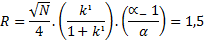 R = √N/4 . (k¹/(1 + k¹)) . (∝− 1/α) = 1,5